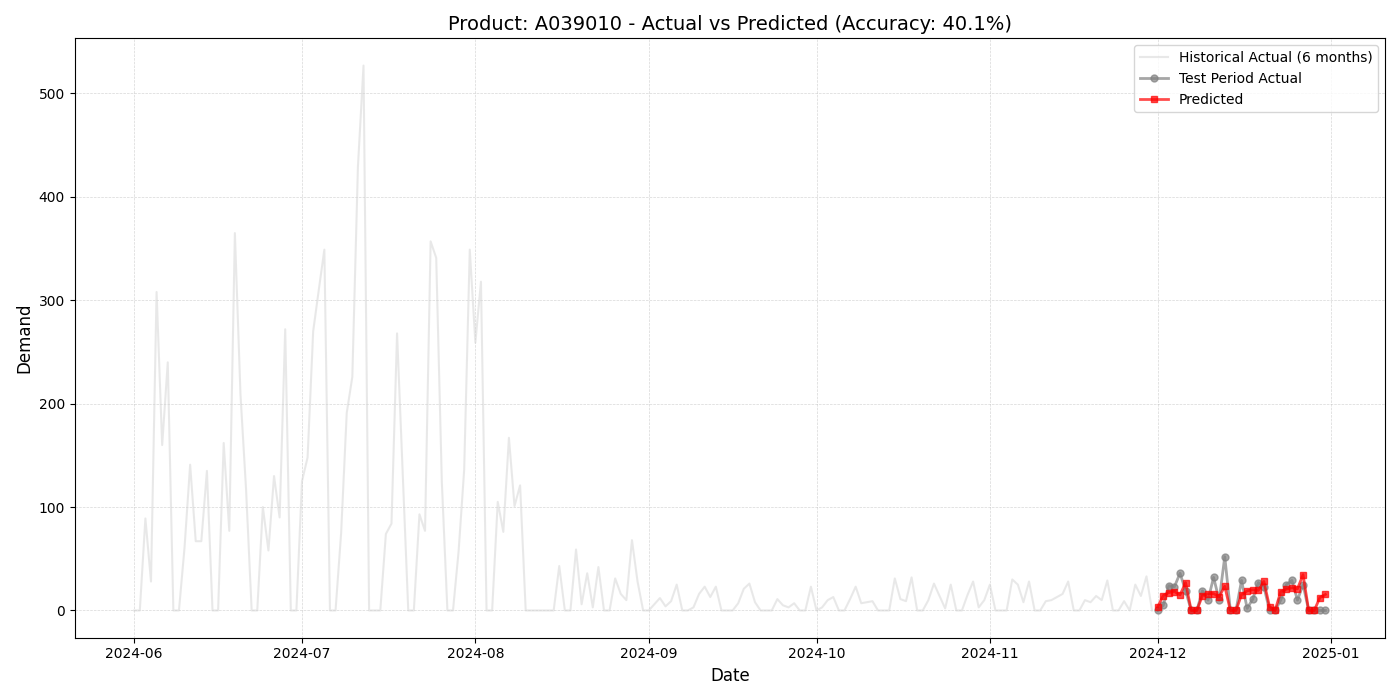 Product: A039010 - Actual vs Predicted (Accuracy: 40.1%)
Historical Actual (6 months)
Test Period Actual
Predicted
Demand
500
400
300
200
100
0
2024-06 2024-07 2024-08 2024-09 2024-10 2024-11 2024-12 2025-01
Date